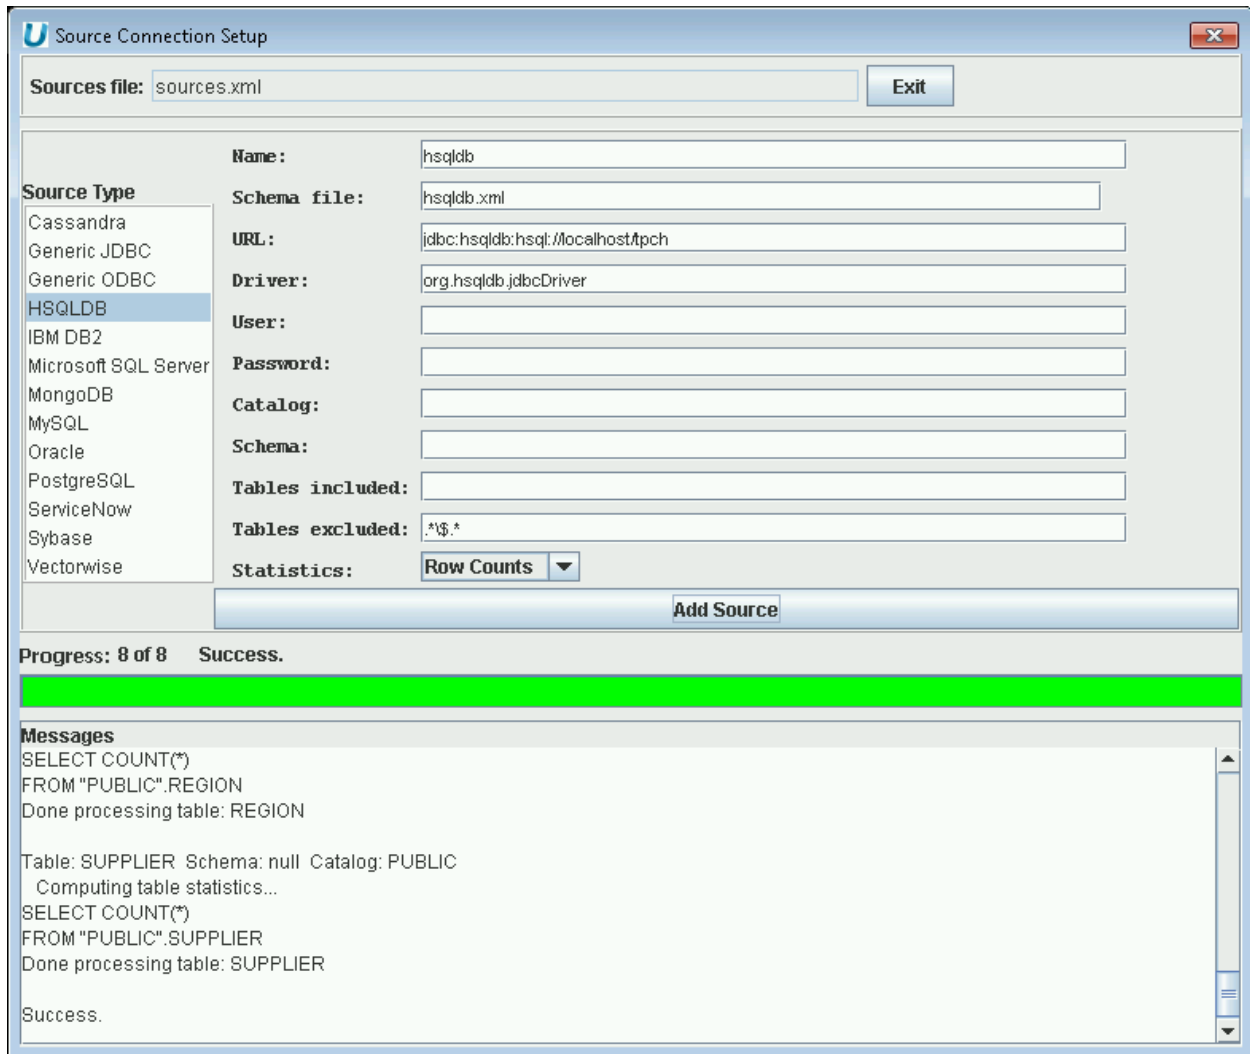 Source Connection Setup
Sources file: sources.xml Exit
Source Type
Cassandra
Generic JDBC
Generic ODBC
HSQLDB
IBM DB2
Microsoft SQL Server
MongoDB
MySQL
Oracle
PostgreSQL
ServiceNow
Sybase
Vectorwise
Name: hsqldb
Schema file: hsqldb.xml
URL: jdbc:hsqldb:hsql://localhost/tpch
Driver: org.hsqldb.jdbcDriver
User:
Password:
Catalog:
Schema:
Tables included:
Tables excluded: .*\$.*
Statistics: Row Counts
Add Source
Progress: 8 of 8 Success.
Messages
SELECT COUNT(*)
FROM "PUBLIC".REGION
Done processing table: REGION
Table: SUPPLIER Schema: null Catalog: PUBLIC
Computing table statistics...
SELECT COUNT(*)
FROM "PUBLIC".SUPPLIER
Done processing table: SUPPLIER
Success.